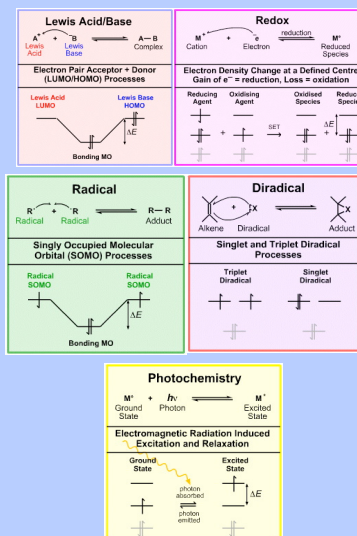 Lewis Acid/Base
A⁺ + B A—B
Lewis Acid
Lewis Base
Complex
Electron Pair Acceptor + Donor
(LUMO/HOMO) Processes
Lewis Acid
LUMO
Lewis Base
HOMO
ΔE
Bonding MO
Redox
reduction
M⁺ + e M°
Cation
Electron
Reduced
Species
Electron Density Change at a Defined Centre
Gain of e⁻ = reduction, Loss = oxidation
Reducing
Agent
Oxidising
Agent
Oxidised
Species
+
SET
+
ΔE
Radical
R + R R—R
Radical
Radical
Adduct
Singly Occupied Molecular
Orbital (SOMO) Processes
Radical
SOMO
Radical
SOMO
ΔE
Bonding MO
Diradical
+ X X
Alkene
Diradical
Adduct
Singlet and Triplet Diradical
Processes
Triplet
Diradical
Singlet
Diradical
Photochemistry
M° + hν M*
Ground
State
Photon
Excited
State
Electromagnetic Radiation Induced
Excitation and Relaxation
Ground
State
Excited
State
photon
absorbed
photon
emitted
ΔE